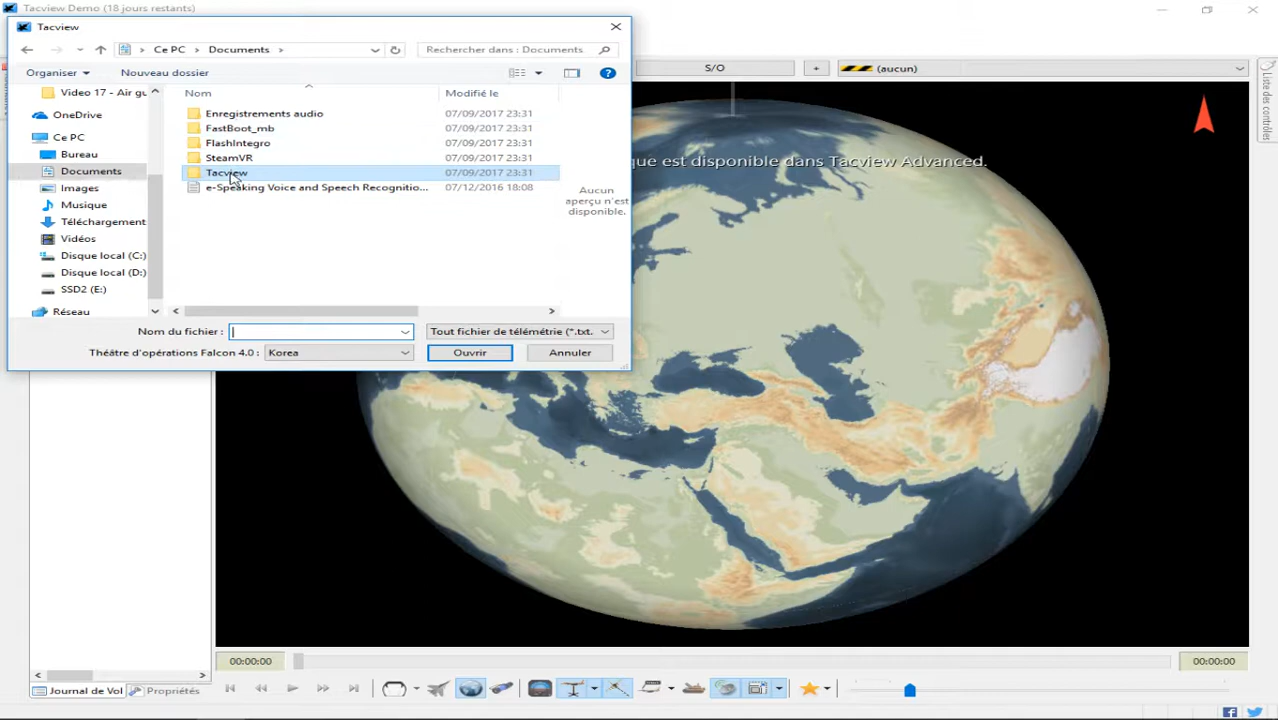 Tacview Demo (18 jours restants)
Tacview
Ce PC > Documents >
Rechercher dans : Documents
Organiser
Nouveau dossier
S/O
+
(aucun)
Liste des contrôles
Nom
Modifié le
Video 17 - Air gu
OneDrive
Ce PC
Bureau
Documents
Images
Musique
Téléchargement
Vidéos
Disque local (C:)
Disque local (D:)
SSD2 (E:)
Réseau
Enregistrements audio 07/09/2017 23:31
FastBoot_mb 07/09/2017 23:31
FlashIntegro 07/09/2017 23:31
SteamVR 07/09/2017 23:31
Tacview 07/09/2017 23:31
e-Speaking Voice and Speech Recognitio... 07/12/2016 18:08
Aucun
aperçu n'est
disponible.
que est disponible dans Tacview Advanced.
Nom du fichier :
Tout fichier de télémétrie (*.txt.
Théâtre d'opérations Falcon 4.0 : Korea
Ouvrir
Annuler
00:00:00
00:00:00
Journal de Vol
Propriétés